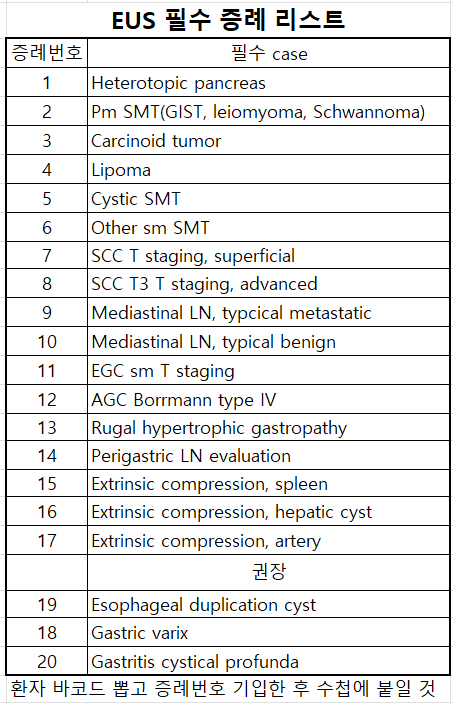 EUS 필수 증례 리스트
증례번호 필수 case
1 Heterotopic pancreas
2 Pm SMT(GIST, leiomyoma, Schwannoma)
3 Carcinoid tumor
4 Lipoma
5 Cystic SMT
6 Other sm SMT
7 SCC T staging, superficial
8 SCC T3 T staging, advanced
9 Mediastinal LN, typcical metastatic
10 Mediastinal LN, typical benign
11 EGC sm T staging
12 AGC Borrmann type IV
13 Rugal hypertrophic gastropathy
14 Perigastric LN evaluation
15 Extrinsic compression, spleen
16 Extrinsic compression, hepatic cyst
17 Extrinsic compression, artery
권장
19 Esophageal duplication cyst
18 Gastric varix
20 Gastritis cystical profunda
환자 바코드 뽑고 증례번호 기입한 후 수첩에 붙일 것